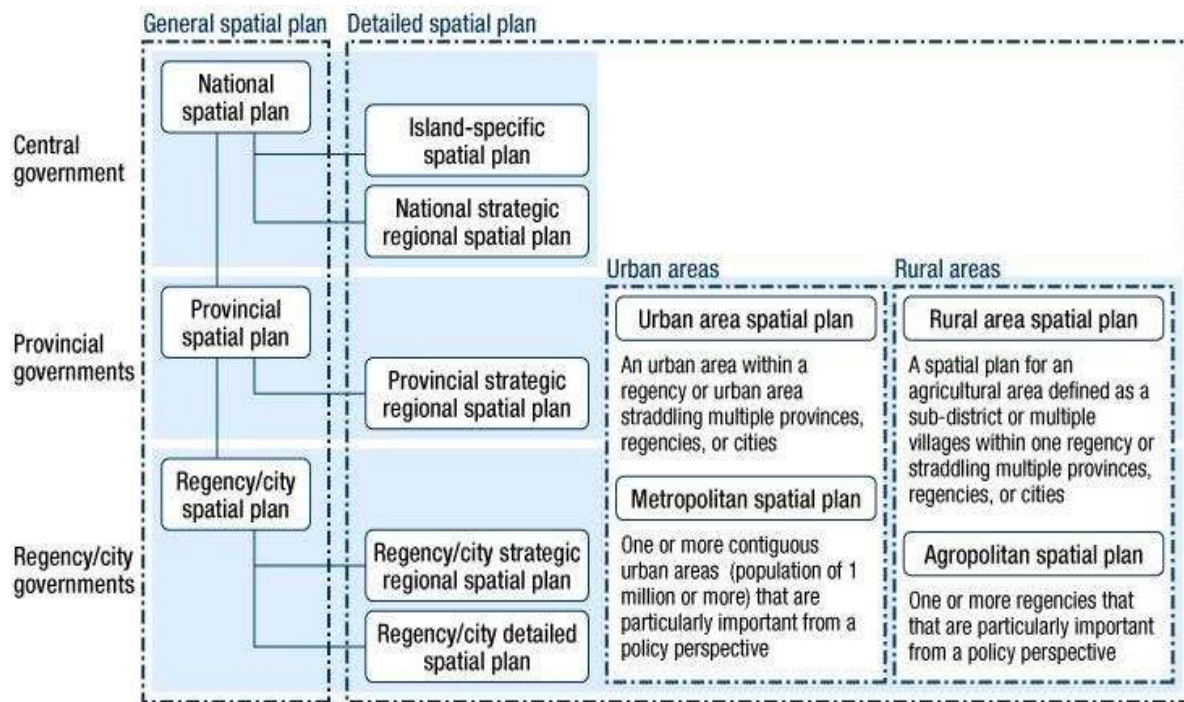 General spatial plan
Detailed spatial plan
Central
government
National
spatial plan
Island-specific
spatial plan
National strategic
regional spatial plan
Urban areas
Rural areas
Provincial
governments
Provincial
spatial plan
Provincial strategic
regional spatial plan
Urban area spatial plan
An urban area within a
regency or urban area
straddling multiple provinces,
regencies, or cities
Metropolitan spatial plan
One or more contiguous
urban areas (population of 1
million or more) that are
particularly important from a
policy perspective
Rural area spatial plan
A spatial plan for an
agricultural area defined as a
sub-district or multiple
villages within one regency or
straddling multiple provinces,
regencies, or cities
Agropolitan spatial plan
One or more regencies that
that are particularly important
from a policy perspective
Regency/city
governments
Regency/city
spatial plan
Regency/city strategic
regional spatial plan
Regency/city detailed
spatial plan